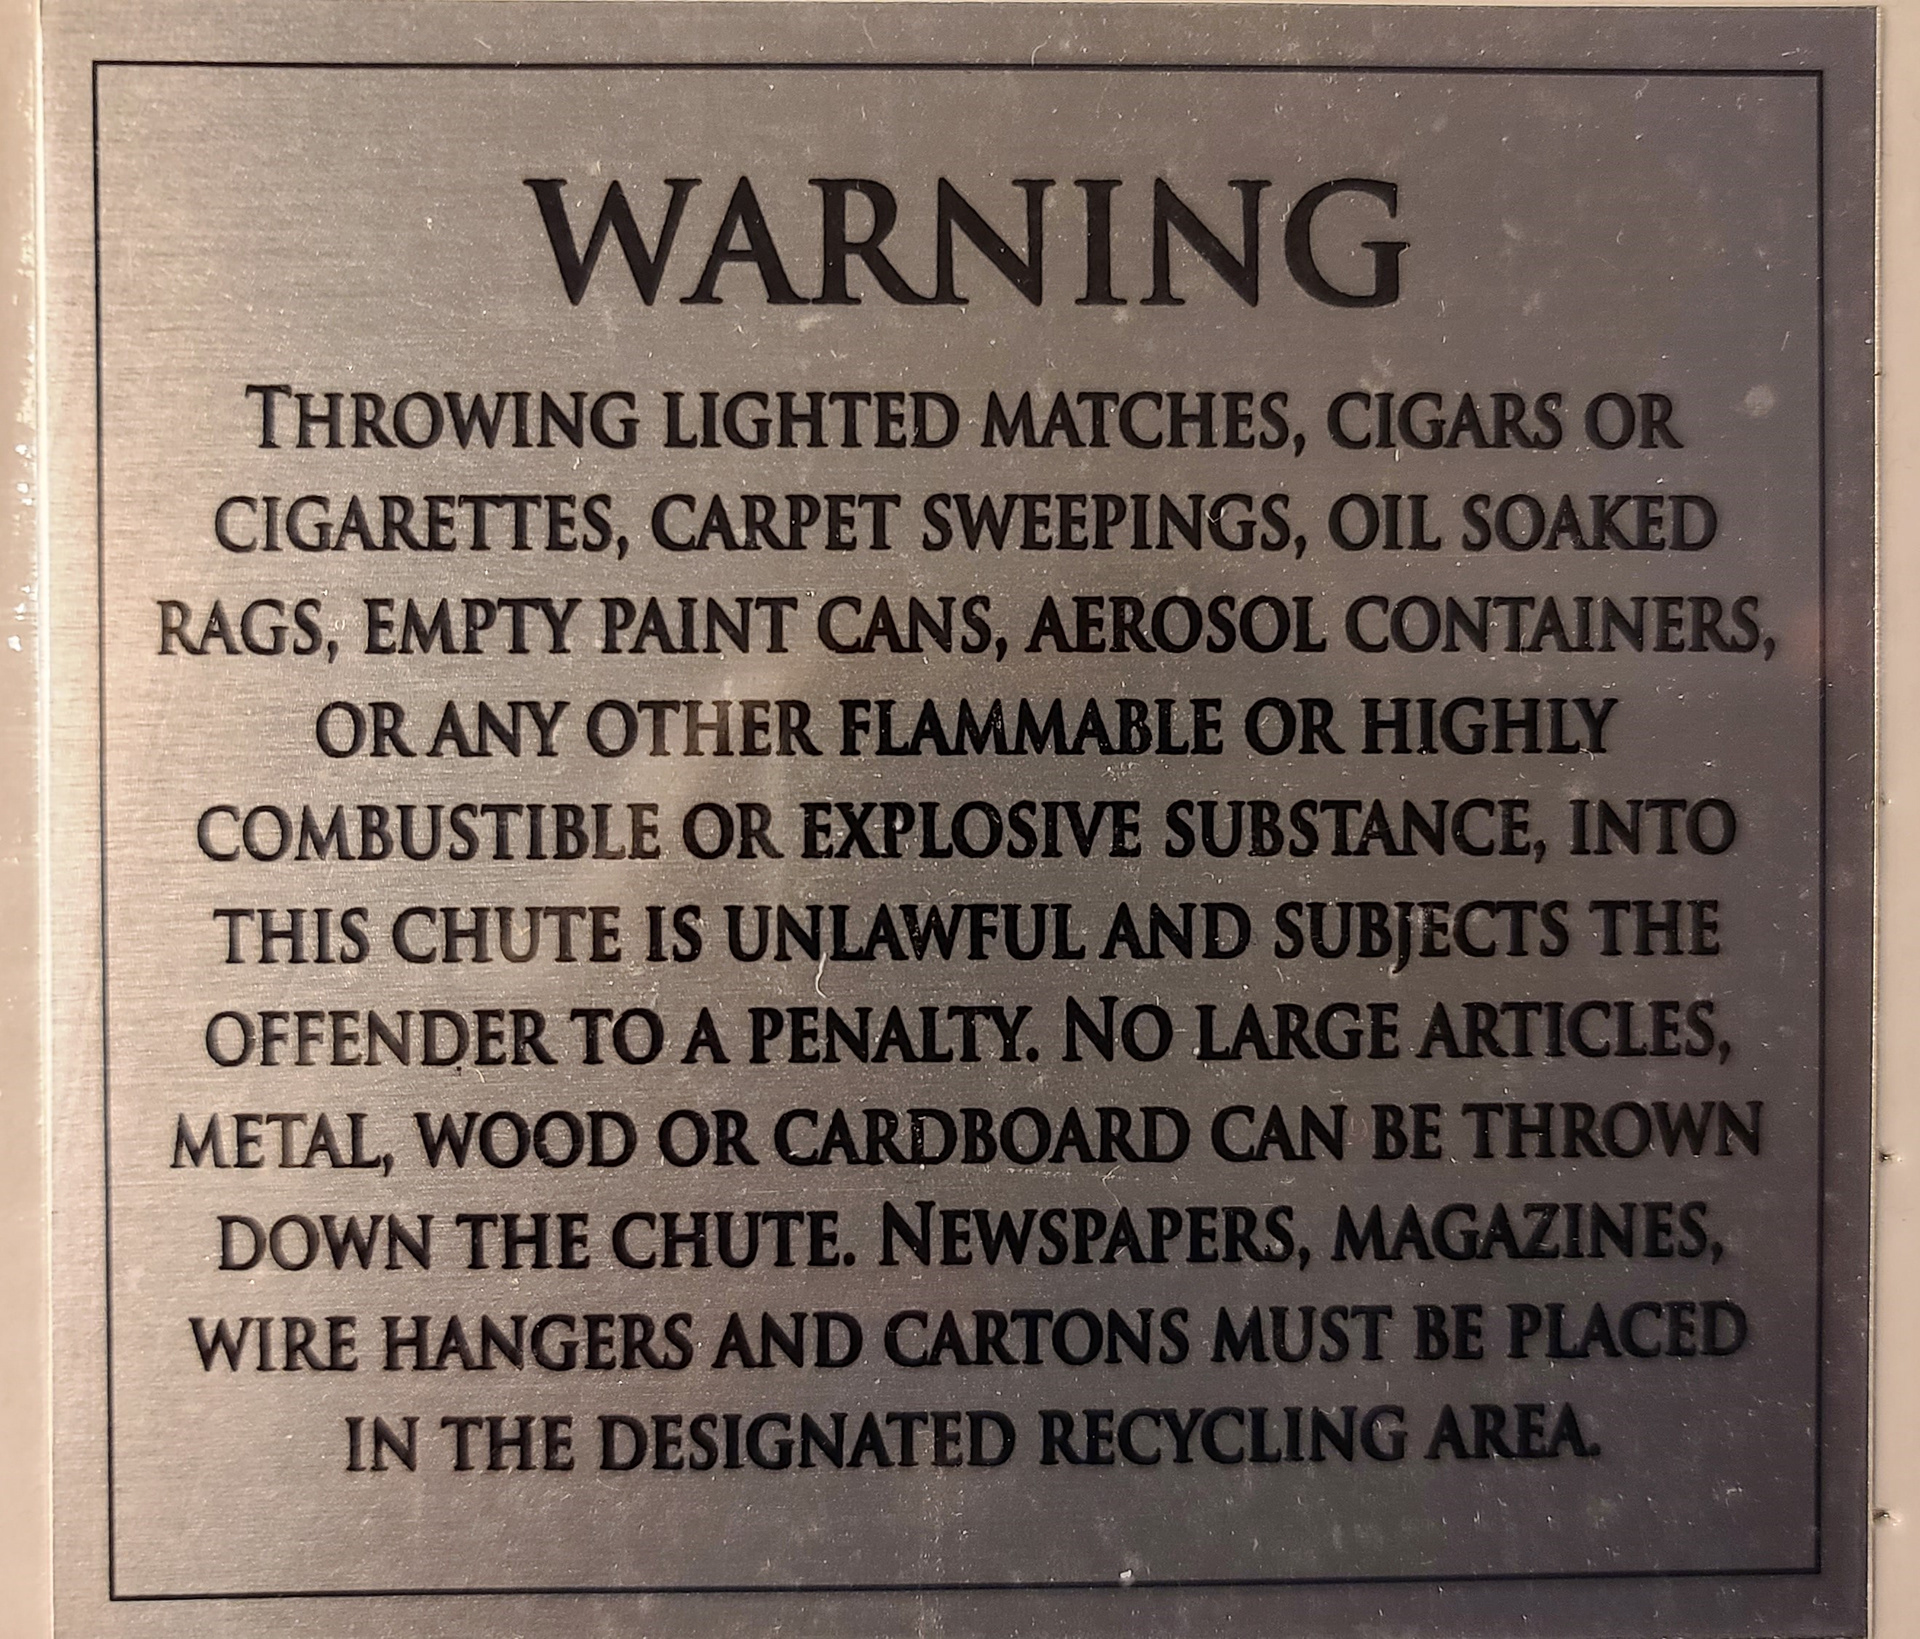 WARNING
THROWING LIGHTED MATCHES, CIGARS OR
CIGARETTES, CARPET SWEEPINGS, OIL SOAKED
RAGS, EMPTY PAINT CANS, AEROSOL CONTAINERS,
OR ANY OTHER FLAMMABLE OR HIGHLY
COMBUSTIBLE OR EXPLOSIVE SUBSTANCE, INTO
THIS CHUTE IS UNLAWFUL AND SUBJECTS THE
OFFENDER TO A PENALTY. NO LARGE ARTICLES,
METAL, WOOD OR CARDBOARD CAN BE THROWN
DOWN THE CHUTE. NEWSPAPERS, MAGAZINES,
WIRE HANGERS AND CARTONS MUST BE PLACED
IN THE DESIGNATED RECYCLING AREA.